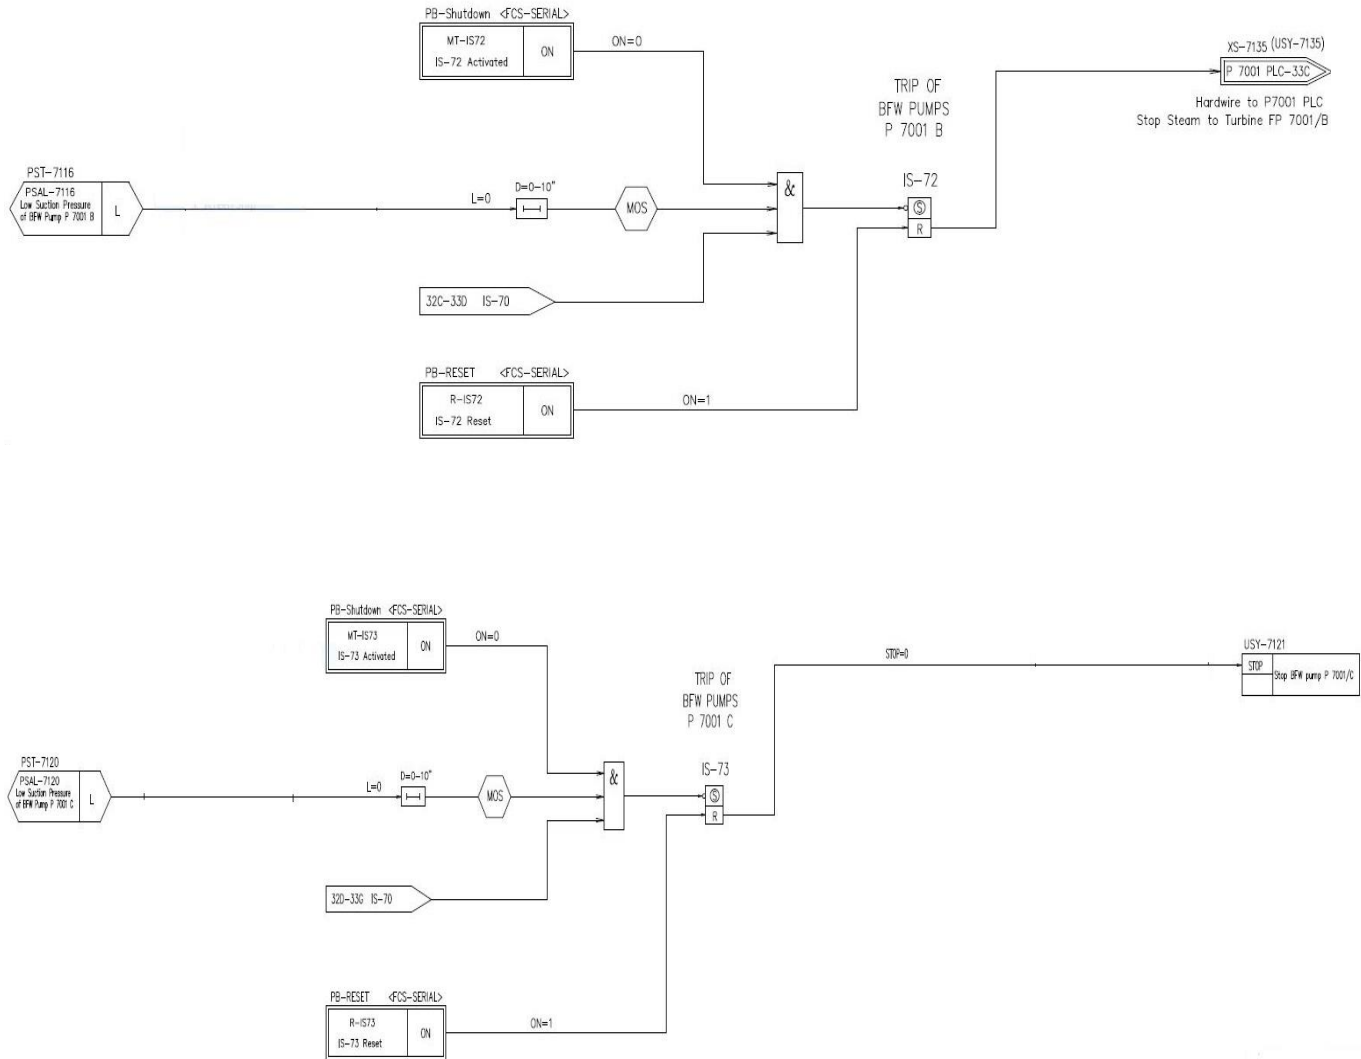 PB-Shutdown <FCS-SERIAL>
MT-IS72
IS-72 Activated
ON
ON=0
XS-7135 (USY-7135)
P 7001 PLC-33C
Hardwire to P7001 PLC
Stop Steam to Turbine FP 7001/B
TRIP OF
BFW PUMPS
P 7001 B
PST-7116
PSAL-7116
Low Suction Pressure
of BFW Pump P 7001 B
L
L=0
D=0-10"
MOS
&
IS-72
S
R
32C-33D IS-70
PB-RESET <FCS-SERIAL>
R-IS72
IS-72 Reset
ON
ON=1
PB-Shutdown <FCS-SERIAL>
MT-IS73
IS-73 Activated
ON
ON=0
STOP=0
USY-7121
STOP
Stop BFW pump P 7001/C
TRIP OF
BFW PUMPS
P 7001 C
PST-7120
PSAL-7120
Low Suction Pressure
of BFW Pump P 7001 C
L
L=0
D=0-10"
MOS
&
IS-73
S
R
32D-33G IS-70
PB-RESET <FCS-SERIAL>
R-IS73
IS-73 Reset
ON
ON=1